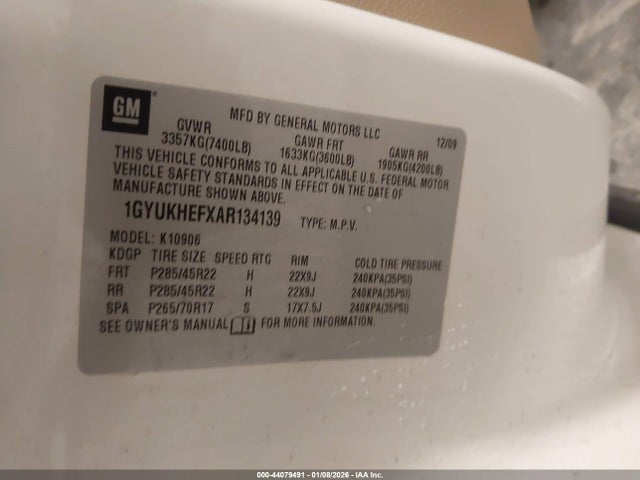 GM
MFD BY GENERAL MOTORS LLC
12/09
GVWR GAWR FRT GAWR RR
3357KG(7400LB) 1633KG(3600LB) 1905KG(4200LB)
THIS VEHICLE CONFORMS TO ALL APPLICABLE U.S. FEDERAL MOTOR
VEHICLE SAFETY STANDARDS IN EFFECT ON THE DATE OF
MANUFACTURE SHOWN ABOVE.
1GYUKHEFXAR134139 TYPE: M.P.V.
MODEL: K10906
KDGP TIRE SIZE SPEED RTG RIM COLD TIRE PRESSURE
FRT P285/45R22 H 22X9J 240KPA(35PSI)
RR P285/45R22 H 22X9J 240KPA(35PSI)
SPA P265/70R17 S 17X7.5J 240KPA(35PSI)
SEE OWNER'S MANUAL FOR MORE INFORMATION.
000-44079491 - 01/08/2026 - IAA Inc.